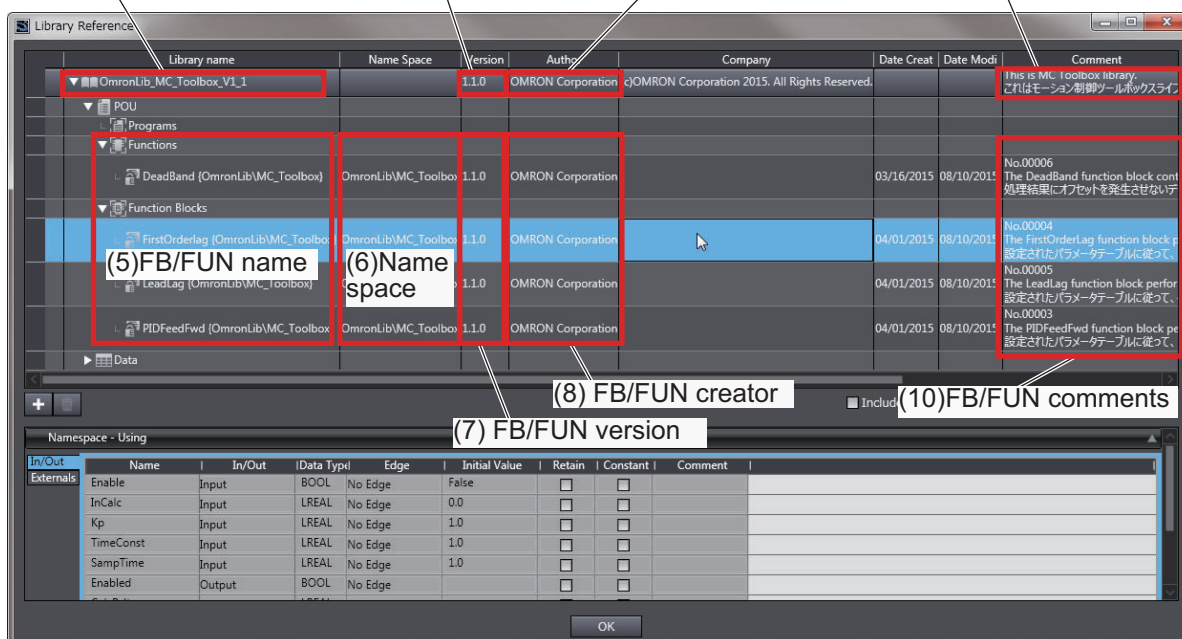 Library Reference
Library name Name Space Version Author Company Date Creat Date Modi Comment
OmronLib_MC_Toolbox_V1_1 1.1.0 OMRON Corporation c)OMRON Corporation 2015. All Rights Reserved. This is MC Toolbox library.
これはモーション制御ツールボックスライブ
POU
Programs
Functions
DeadBand {OmronLib\MC_Toolbox} OmronLib\MC_Toolbo 1.1.0 OMRON Corporation 03/16/2015 08/10/2015 No.00006
The DeadBand function block cont
処理結果にオフセットを発生させないデ
Function Blocks
FirstOrderlag {OmronLib\MC_Toolbo OmronLib\MC_Toolbo 1.1.0 OMRON Corporation 04/01/2015 08/10/2015 No.00004
The FirstOrderLag function block p
設定されたパラメータテーブルに従って、
(5)FB/FUN name (6)Name
space
LeadLag {OmronLib\MC_Toolbox} 1.1.0 OMRON Corporation 04/01/2015 08/10/2015 No.00005
The LeadLag function block perfor
設定されたパラメータテーブルに従って、
PIDFeedFwd {OmronLib\MC_Toolbox OmronLib\MC_Toolbo 1.1.0 OMRON Corporation 04/01/2015 08/10/2015 No.00003
The PIDFeedFwd function block pe
設定されたパラメータテーブルに従って、
Data
(8) FB/FUN creator
Include
(10)FB/FUN comments
(7) FB/FUN version
Namespace - Using
In/Out
Externals
Name In/Out Data Type Edge Initial Value Retain Constant Comment
Enable Input BOOL No Edge False
InCalc Input LREAL No Edge 0.0
Kp Input LREAL No Edge 1.0
TimeConst Input LREAL No Edge 1.0
SampTime Input LREAL No Edge 1.0
Enabled Output BOOL No Edge
OK